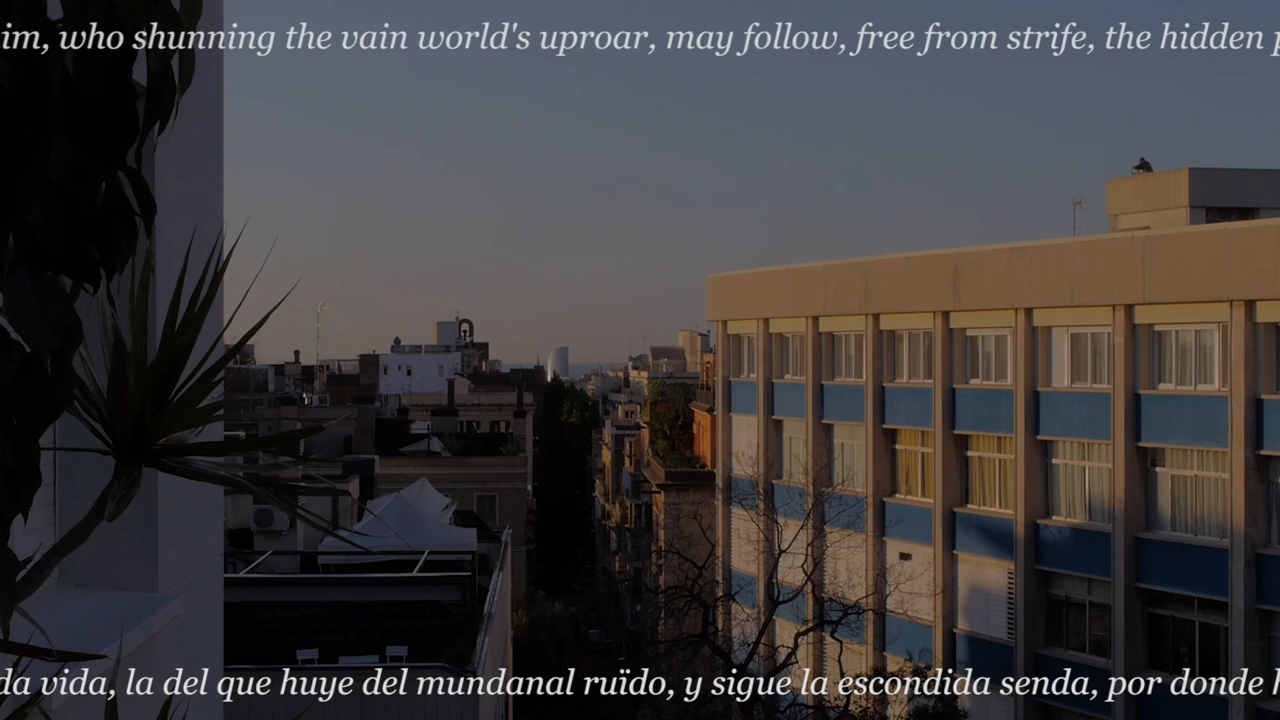 im, who shunning the vain world's uproar, may follow, free from strife, the hidden
da vida, la del que huye del mundanal ruïdo, y sigue la escondida senda, por donde